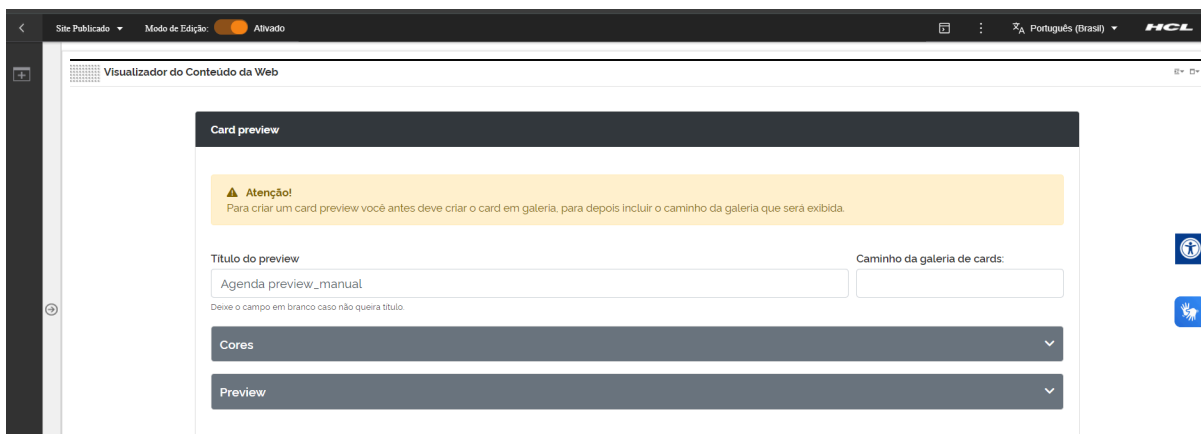 Site Publicado
Modo de Edição:
Ativado
Português (Brasil)
HCL
Visualizador do Conteúdo da Web
Card preview
Atenção!
Para criar um card preview você antes deve criar o card em galeria, para depois incluir o caminho da galeria que será exibida.
Título do preview
Caminho da galeria de cards:
Agenda preview_manual
Deixe o campo em branco caso não queira título.
Cores
Preview